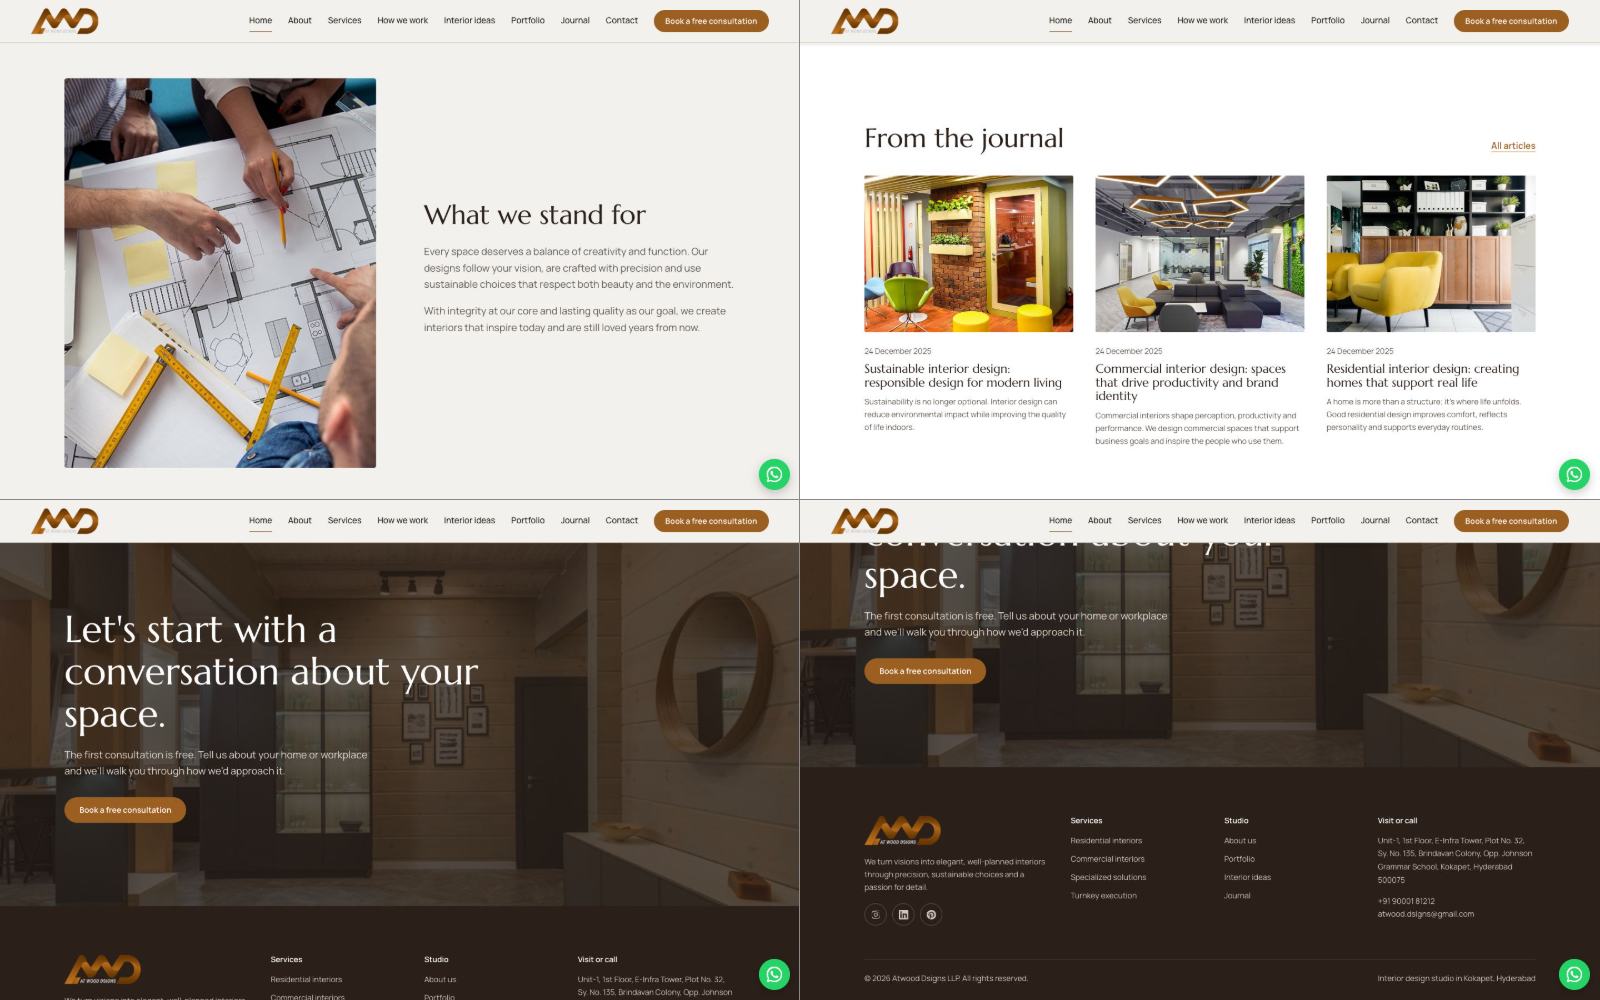 Home About Services How we work Interior ideas Portfolio Journal Contact Book a free consultation
What we stand for
Every space deserves a balance of creativity and function. Our
designs follow your vision, are crafted with precision and use
sustainable choices that respect both beauty and the environment.
With integrity at our core and lasting quality as our goal, we create
interiors that inspire today and are still loved years from now.
Home About Services How we work Interior ideas Portfolio Journal Contact Book a free consultation
From the journal
All articles
24 December 2025
Sustainable interior design:
responsible design for modern living
Sustainability is no longer optional. Interior design can
reduce environmental impact while improving the quality
of life indoors.
24 December 2025
Commercial interior design: spaces
that drive productivity and brand
identity
Commercial interiors shape perception, productivity and
performance. We design commercial spaces that support
business goals and inspire the people who use them.
24 December 2025
Residential interior design: creating
homes that support real life
A home is more than a structure; it's where life unfolds.
Good residential design improves comfort, reflects
personality and supports everyday routines.
Home About Services How we work Interior ideas Portfolio Journal Contact Book a free consultation
Let's start with a
conversation about your
space.
The first consultation is free. Tell us about your home or workplace
and we'll walk you through how we'd approach it.
Book a free consultation
Services
Residential interiors
Commercial interiors
Studio
About us
Portfolio
Visit or call
Unit-1, 1st Floor, E-Infra Tower, Plot No. 32,
Sy. No. 135, Brindavan Colony, Opp. Johnson
Home About Services How we work Interior ideas Portfolio Journal Contact Book a free consultation
conversation about your
space.
The first consultation is free. Tell us about your home or workplace
and we'll walk you through how we'd approach it.
Book a free consultation
AT WOOD DSIGNS
We turn visions into elegant, well-planned interiors
through precision, sustainable choices and a
passion for detail.
Services
Residential interiors
Commercial interiors
Specialized solutions
Turnkey execution
Studio
About us
Portfolio
Interior ideas
Journal
Visit or call
Unit-1, 1st Floor, E-Infra Tower, Plot No. 32,
Sy. No. 135, Brindavan Colony, Opp. Johnson
Grammar School, Kokapet, Hyderabad
500075
+91 90001 81212
atwood.dsigns@gmail.com
© 2026 Atwood Dsigns LLP. All rights reserved.
Interior design studio in Kokapet, Hyderabad